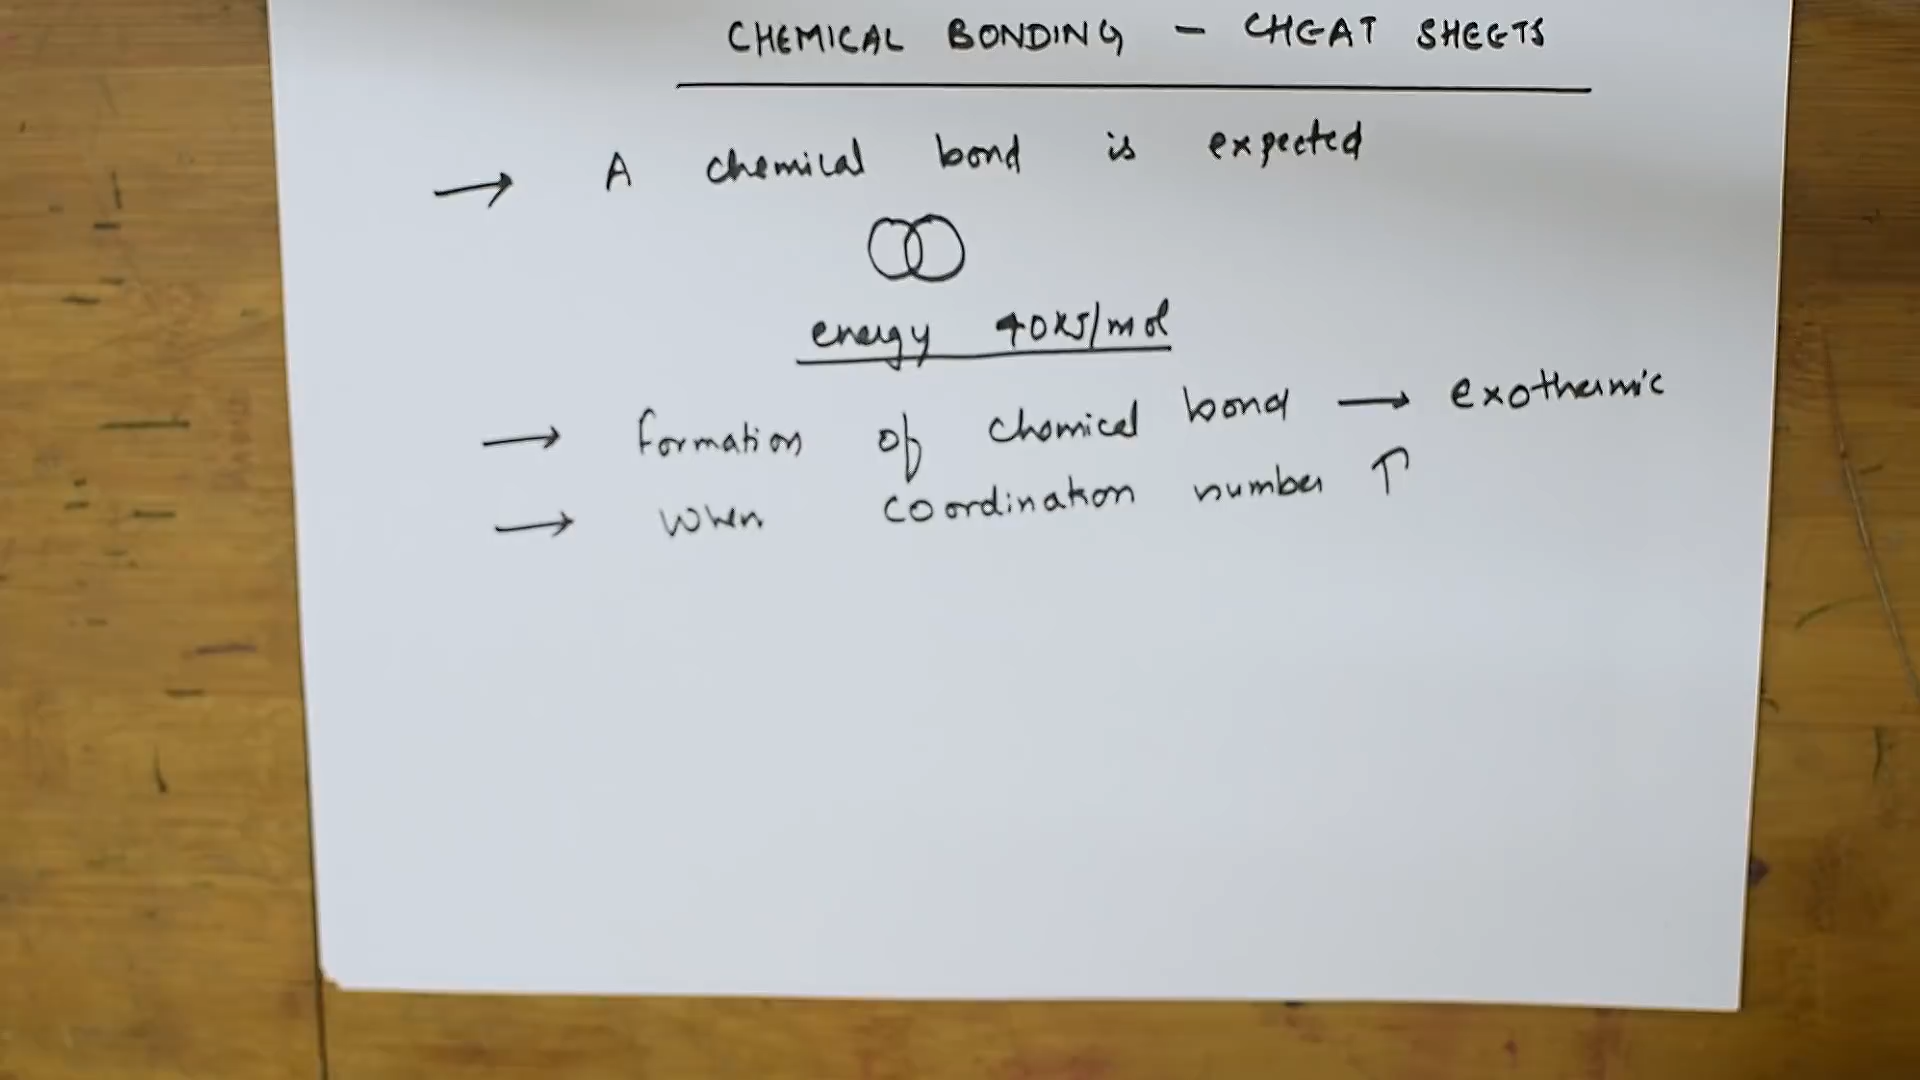 CHEMICAL BONDING - CHEAT SHEETS
→ A chemical bond is expected
energy 40KJ/mol
→ formation of chemical bond → exothermic
→ when coordination number ↑